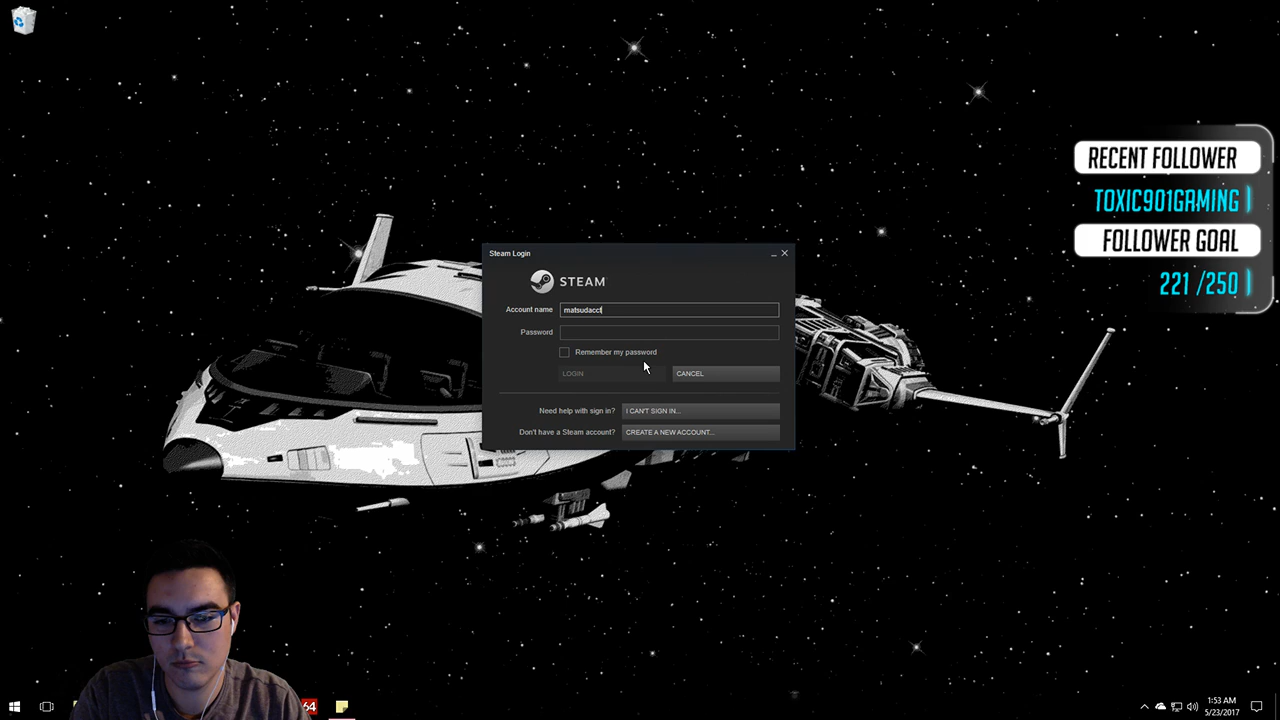 RECENT FOLLOWER
TOXIC901GAMING
FOLLOWER GOAL
221 /250
Steam Login
STEAM
Account name matsudacct
Password
Remember my password
LOGIN CANCEL
Need help with sign in? I CAN'T SIGN IN...
Don't have a Steam account? CREATE A NEW ACCOUNT...
64
1:53 AM
5/23/2017